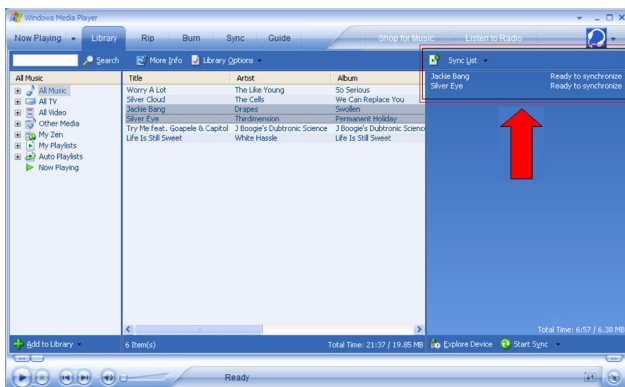 Windows Media Player
Now Playing Library Rip Burn Sync Guide Shop for Music Listen to Radio
Search More Info Library Options Sync List
All Music Title Artist Album Jackie Bang Ready to synchronize
All Music Worry A Lot The Like Young So Serious Silver Eye Ready to synchronize
All TV Silver Cloud The Cells We Can Replace You
All Video Jackie Bang Drapes Swollen
Other Media Silver Eye Thirdimension Permanent Holiday
My Zen Try Me feat. Goapele & Capitol J Boogie's Dubtronic Science J Boogie's Dubtronic Scienc
My Playlists Life Is Still Sweet White Hassle Life Is Still Sweet
Auto Playlists
Now Playing
Total Time: 6:57 / 6.38 MB
Add to Library 6 Item(s) Total Time: 21:37 / 19.85 MB Explore Device Start Sync
Ready